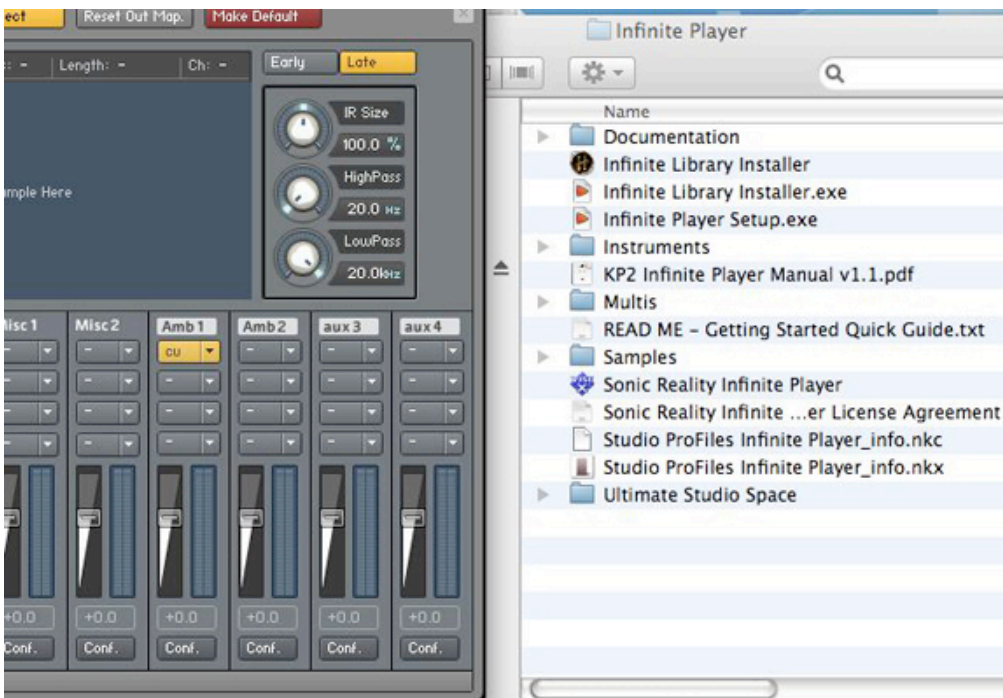 ect Reset Out Map. Make Default
: - Length: - Ch: -
Early Late
IR Size
100.0 %
HighPass
20.0 Hz
LowPass
20.0kHz
ample Here
Misc 1 Misc 2 Amb 1 Amb 2 aux 3 aux 4
- - cu - - -
- - - - - -
- - - - - -
- - - - - -
+0.0 +0.0 +0.0 +0.0 +0.0 +0.0
Conf. Conf. Conf. Conf. Conf. Conf.
Infinite Player
Name
Documentation
Infinite Library Installer
Infinite Library Installer.exe
Infinite Player Setup.exe
Instruments
KP2 Infinite Player Manual v1.1.pdf
Multis
READ ME – Getting Started Quick Guide.txt
Samples
Sonic Reality Infinite Player
Sonic Reality Infinite ...er License Agreement
Studio ProFiles Infinite Player_info.nkc
Studio ProFiles Infinite Player_info.nkx
Ultimate Studio Space